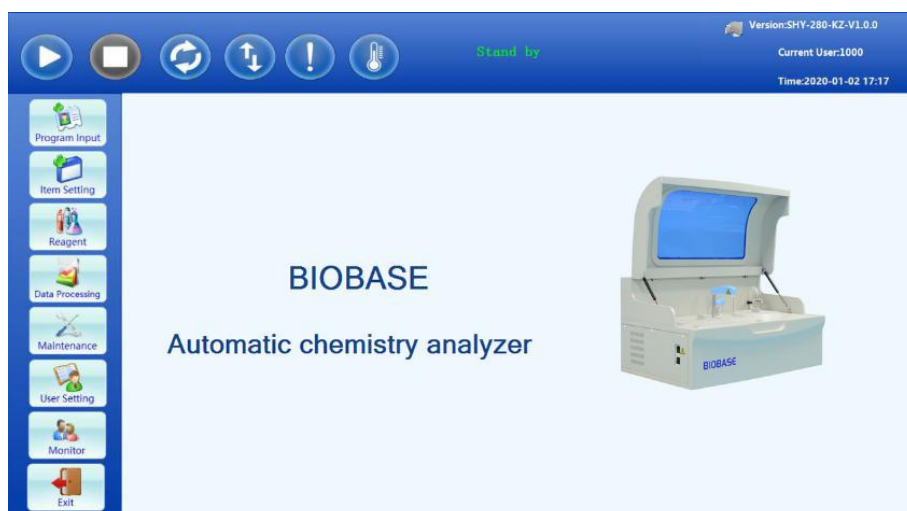 Version:SHY-280-KZ-V1.0.0
Stand by
Current User:1000
Time:2020-01-02 17:17
Program Input
Item Setting
Reagent
Data Processing
Maintenance
User Setting
Monitor
Exit
BIOBASE
Automatic chemistry analyzer
BIOBASE